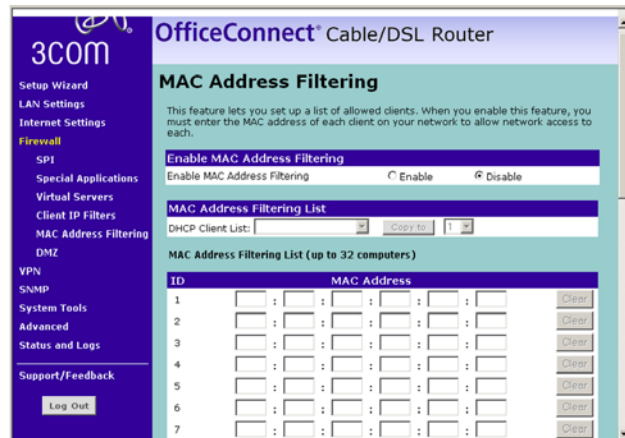 3COM
OfficeConnect® Cable/DSL Router
Setup Wizard
LAN Settings
Internet Settings
Firewall
SPI
Special Applications
Virtual Servers
Client IP Filters
MAC Address Filtering
DMZ
VPN
SNMP
System Tools
Advanced
Status and Logs
Support/Feedback
Log Out
MAC Address Filtering
This feature lets you set up a list of allowed clients. When you enable this feature, you
must enter the MAC address of each client on your network to allow network access to
each.
Enable MAC Address Filtering
Enable MAC Address Filtering Enable Disable
MAC Address Filtering List
DHCP Client List: Copy to 1
MAC Address Filtering List (up to 32 computers)
ID MAC Address
1 : : : : : Clear
2 : : : : : Clear
3 : : : : : Clear
4 : : : : : Clear
5 : : : : : Clear
6 : : : : : Clear
7 : : : : : Clear